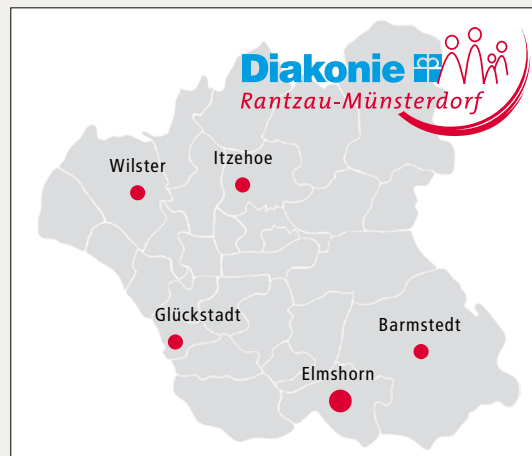 Diakonie
Rantzau-Münsterdorf
Itzehoe
Wilster
Glückstadt
Barmstedt
Elmshorn